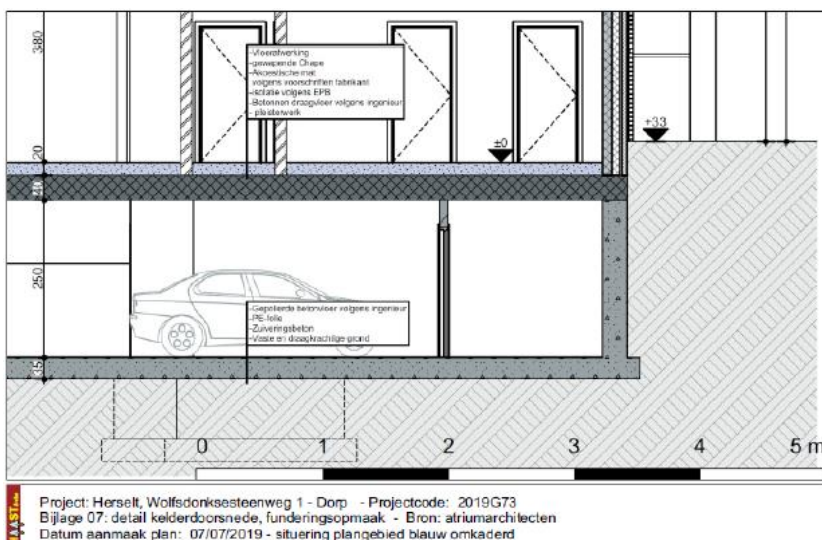 380
-Vloerafwerking
-gewapende Chape
-Akoestische mat
volgens voorschriften fabrikant
-isolatie volgens EPB
-Betonnen draagvloer volgens ingenieur
- pleisterwerk
+33
±0
20
40
250
-Gepolierde betonvloer volgens ingenieur
-PE-folie
-Zuiveringsbeton
-Vaste en draagkrachtige grond
35
0 1 2 3 4 5 m
Project: Herselt, Wolfsdonksesteenweg 1 - Dorp - Projectcode: 2019G73
Bijlage 07: detail kelderdoorsnede, funderingsopmaak - Bron: atriumarchitecten
Datum aanmaak plan: 07/07/2019 - situering plangebied blauw omkaderd